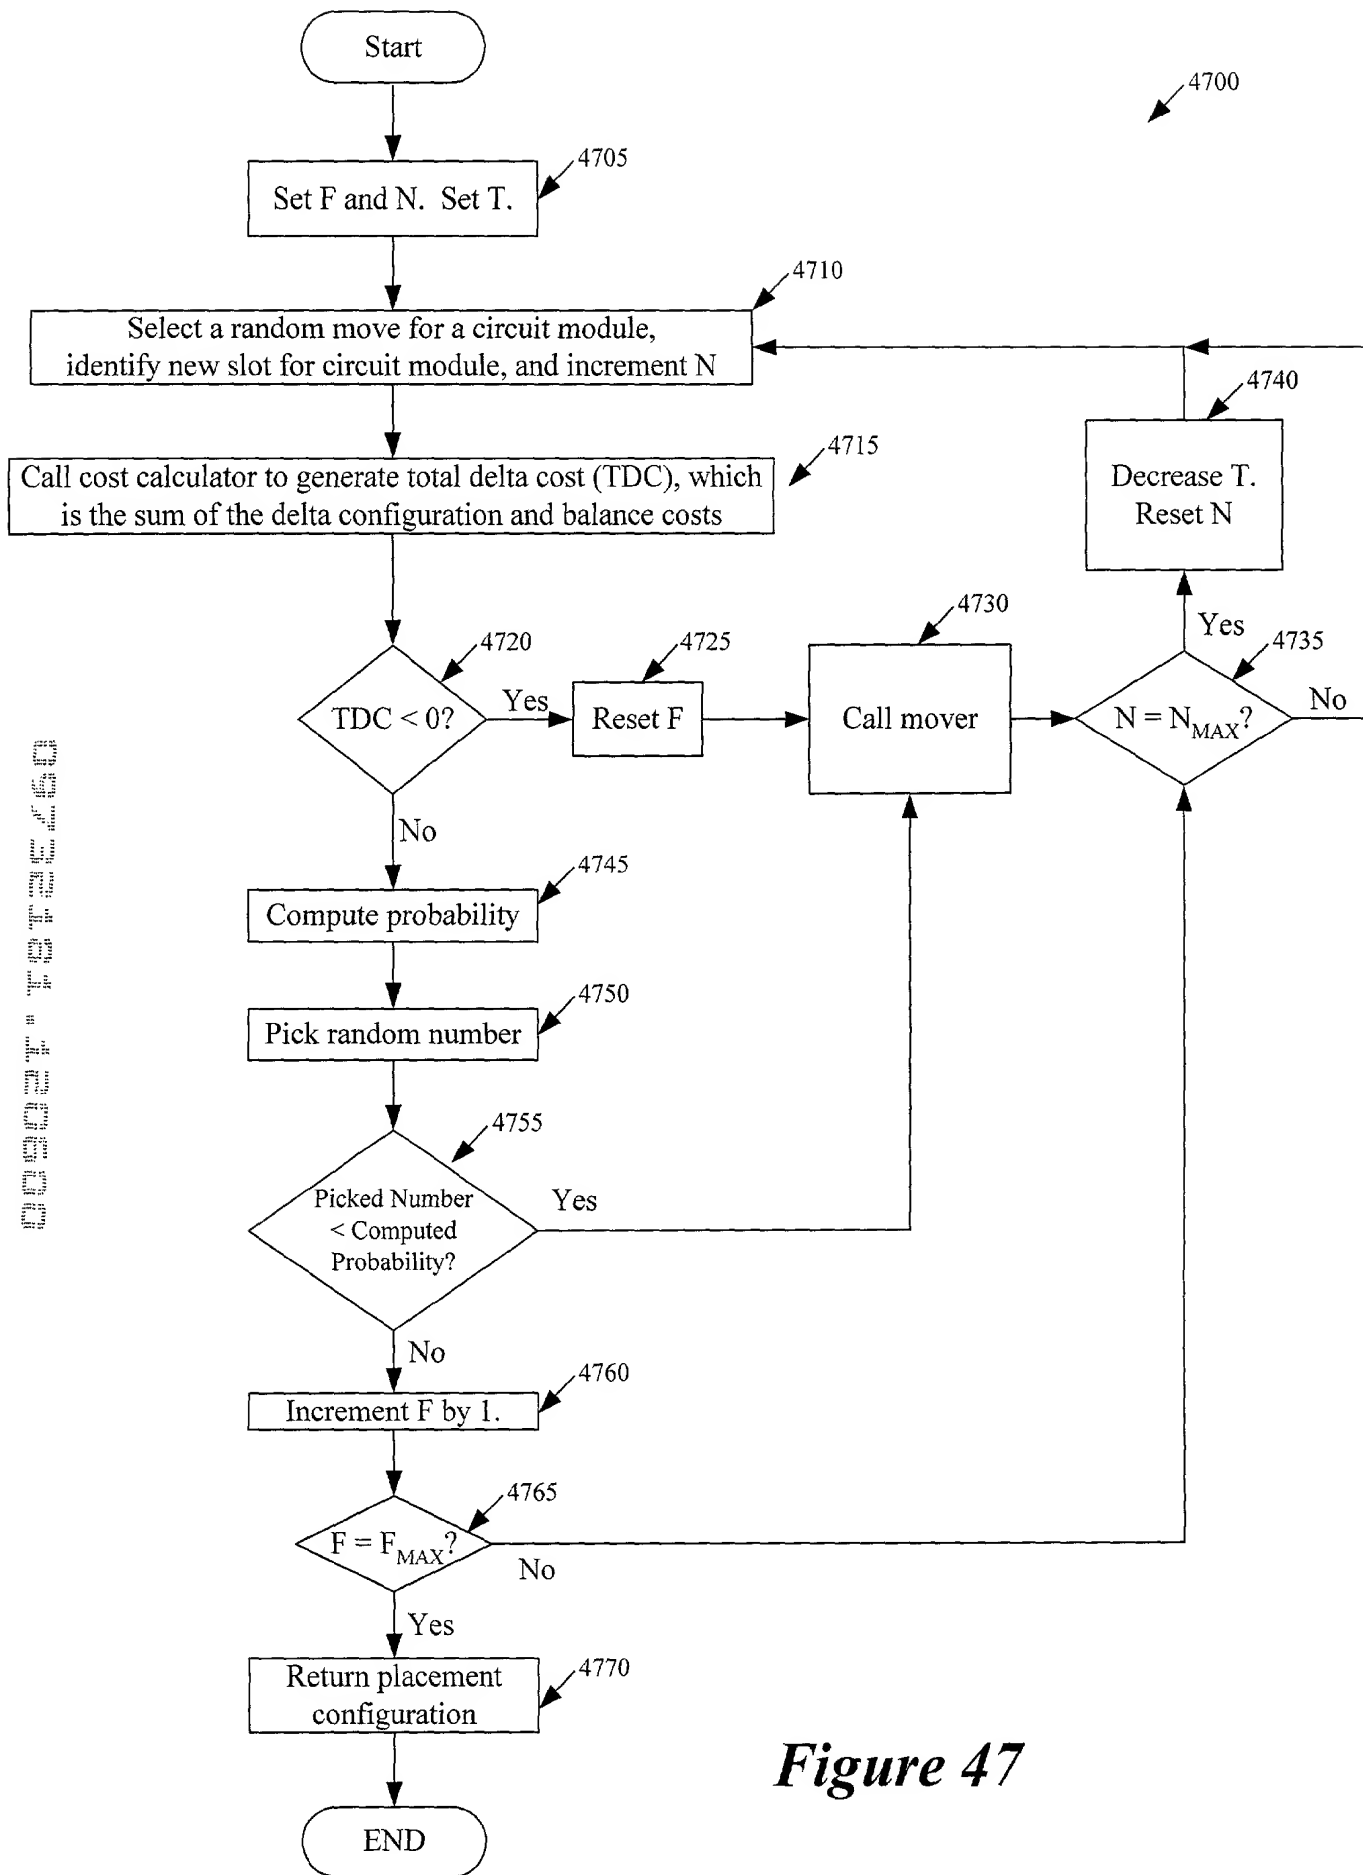 Start
4700
4705
Set F and N. Set T.
4710
Select a random move for a circuit module,
identify new slot for circuit module, and increment N
4740
Decrease T.
Reset N
4715
Call cost calculator to generate total delta cost (TDC), which
is the sum of the delta configuration and balance costs
4720
TDC < 0?
Yes
4725
Reset F
4730
Call mover
Yes
4735
N = NMAX?
No
No
4745
Compute probability
4750
Pick random number
4755
Picked Number
< Computed
Probability?
Yes
No
4760
Increment F by 1.
4765
F = FMAX?
No
Yes
4770
Return placement
configuration
END
Figure 47
09732181.120600